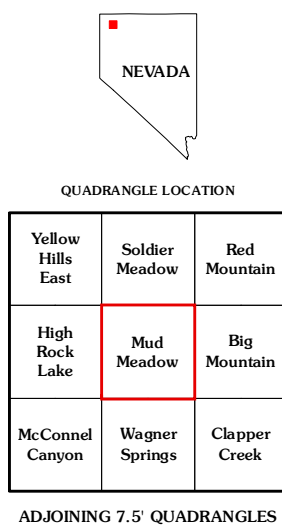 NEVADA
QUADRANGLE LOCATION
Yellow
Hills
East
Soldier
Meadow
Red
Mountain
High
Rock
Lake
Mud
Meadow
Big
Mountain
McConnel
Canyon
Wagner
Springs
Clapper
Creek
ADJOINING 7.5' QUADRANGLES